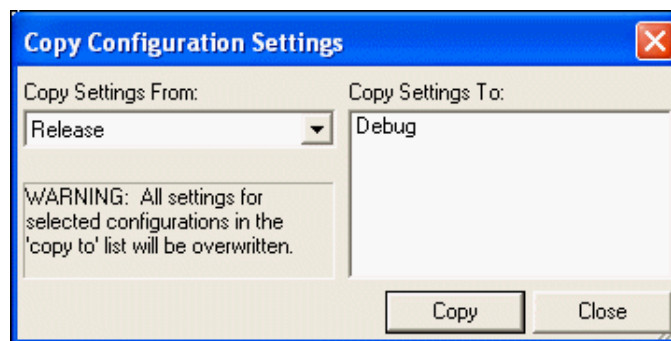 Copy Configuration Settings
Copy Settings From:
Release
WARNING:  All settings for
selected configurations in the
'copy to' list will be overwritten.
Copy Settings To:
Debug
Copy
Close